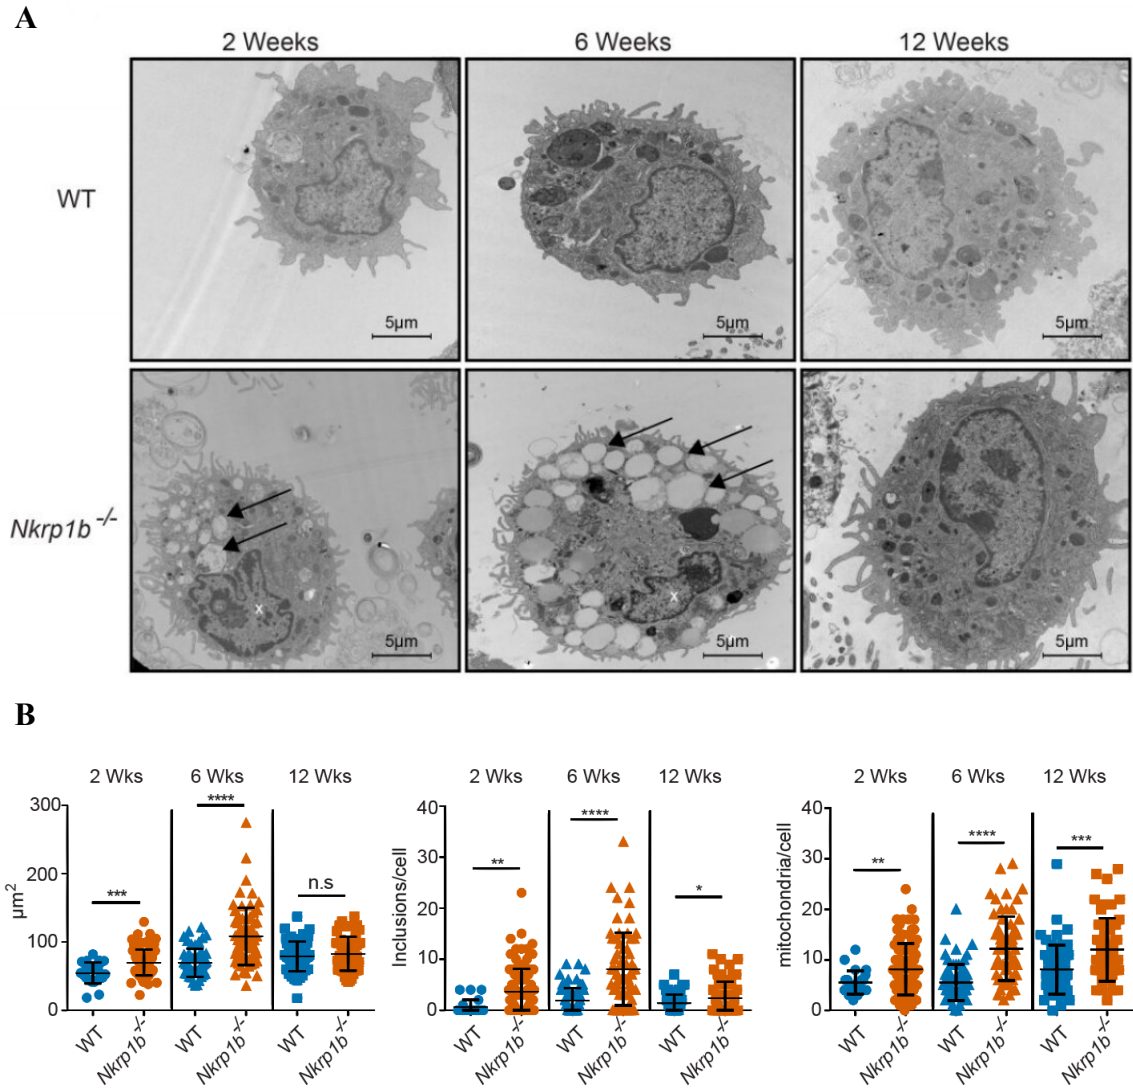 A
2 Weeks 6 Weeks 12 Weeks
WT
5µm 5µm 5µm
Nkrp1b -/-
X X
5µm 5µm 5µm
B
2 Wks 6 Wks 12 Wks
µm2
300
200
100
0
*** **** n.s
WT Nkrp1b-/- WT Nkrp1b-/- WT Nkrp1b-/-
2 Wks 6 Wks 12 Wks
Inclusions/cell
40
30
20
10
0
** **** *
WT Nkrp1b-/- WT Nkrp1b-/- WT Nkrp1b-/-
2 Wks 6 Wks 12 Wks
mitochondria/cell
40
30
20
10
0
** **** ***
WT Nkrp1b-/- WT Nkrp1b-/- WT Nkrp1b-/-